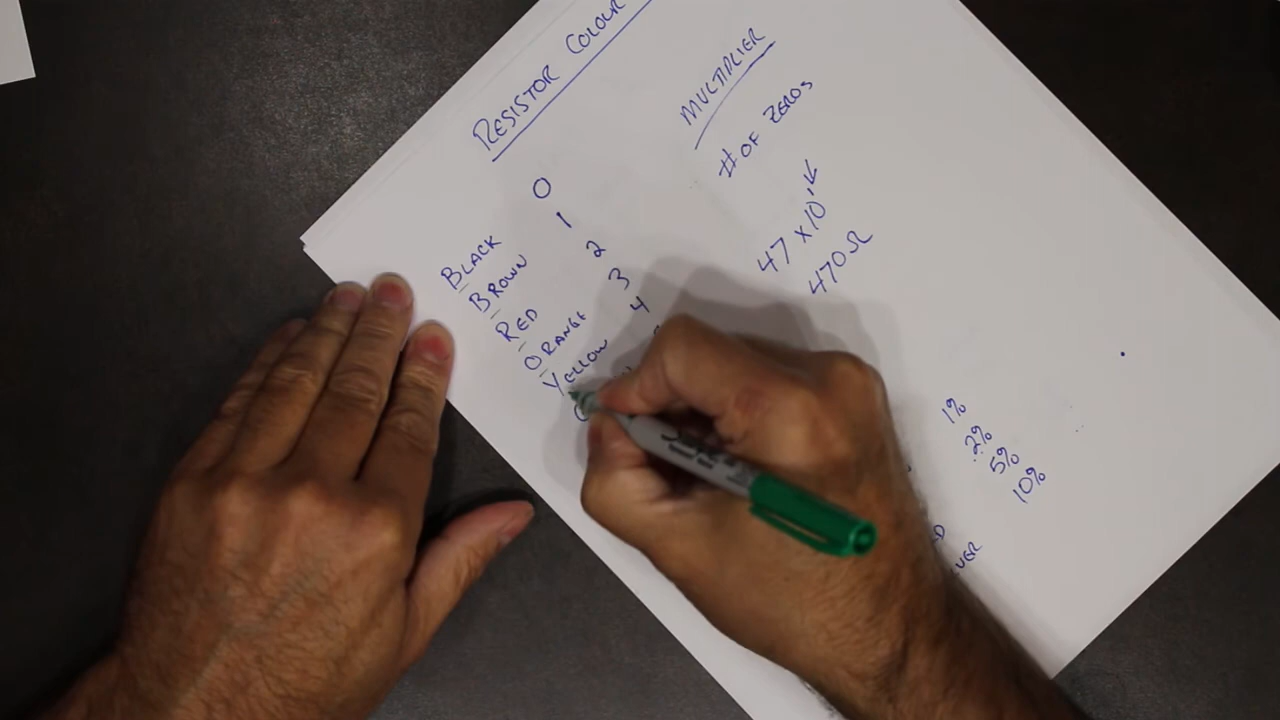 RESISTOR COLOUR
BLACK 0
BROWN 1
RED 2
ORANGE 3
YELLOW 4
MULTIPLIER
# OF ZEROS
47 x 10¹
470Ω
1%
2%
5%
10%